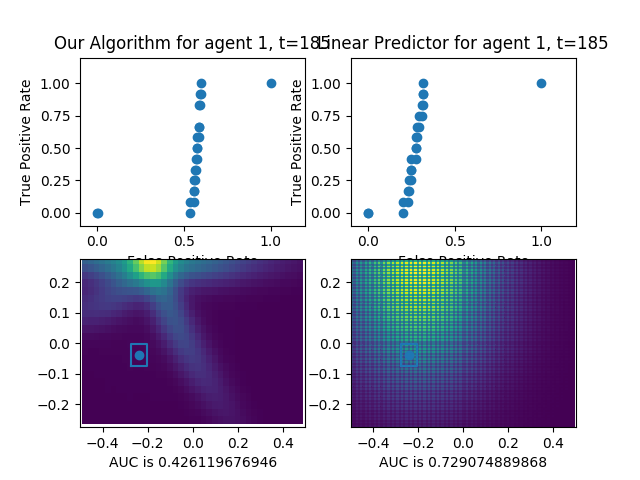 Our Algorithm for agent 1, t=185
Linear Predictor for agent 1, t=185
True Positive Rate
1.00
0.75
0.50
0.25
0.00
0.0 0.5 1.0
False Positive Rate
True Positive Rate
1.00
0.75
0.50
0.25
0.00
0.0 0.5 1.0
False Positive Rate
0.2
0.1
0.0
−0.1
−0.2
−0.4 −0.2 0.0 0.2 0.4
AUC is 0.426119676946
0.2
0.1
0.0
−0.1
−0.2
−0.4 −0.2 0.0 0.2 0.4
AUC is 0.729074889868